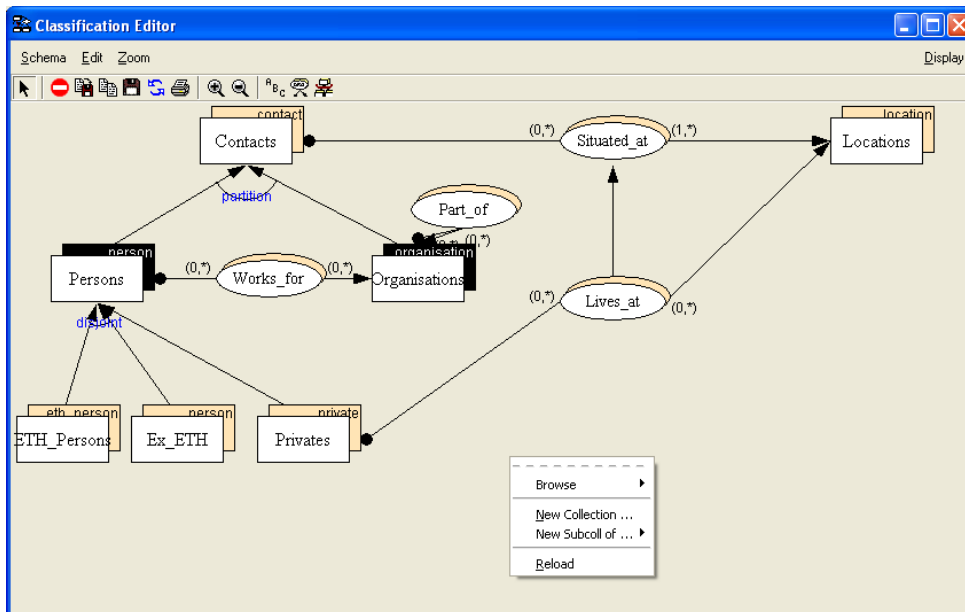 Classification Editor
Schema Edit Zoom Display
ABC
contact
Contacts
(0,*)
Situated_at
(1,*)
location
Locations
partition
Part_of
(0,*)
(0,*)
person
Persons
(0,*)
Works_for
(0,*)
organisation
Organisations
(0,*)
Lives_at
(0,*)
disjoint
eth_person
ETH_Persons
person
Ex_ETH
private
Privates
Browse
New Collection ...
New Subcoll of ...
Reload